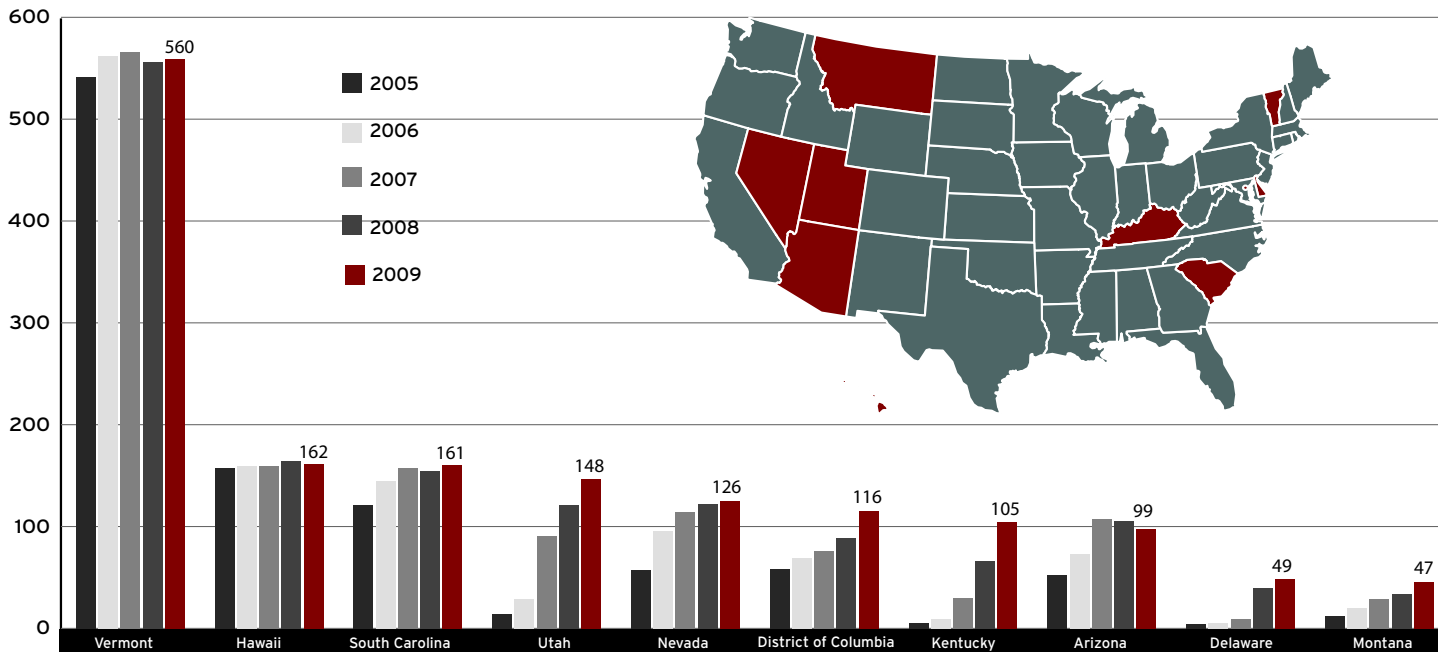 600
500
400
300
200
100
0
2005
2006
2007
2008
2009
560
162
161
148
126
116
105
99
49
47
Vermont
Hawaii
South Carolina
Utah
Nevada
District of Columbia
Kentucky
Arizona
Delaware
Montana